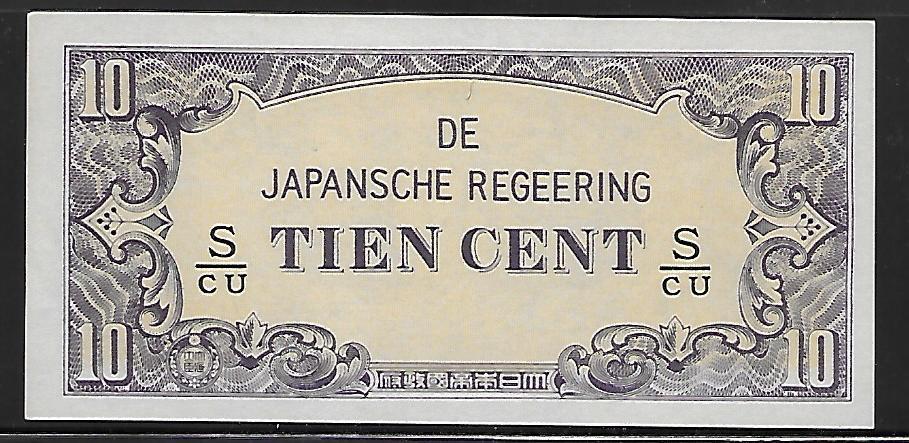 10 10
DE
JAPANSCHE REGEERING
S TIEN CENT S
CU CU
10 10
府政國帝本日大